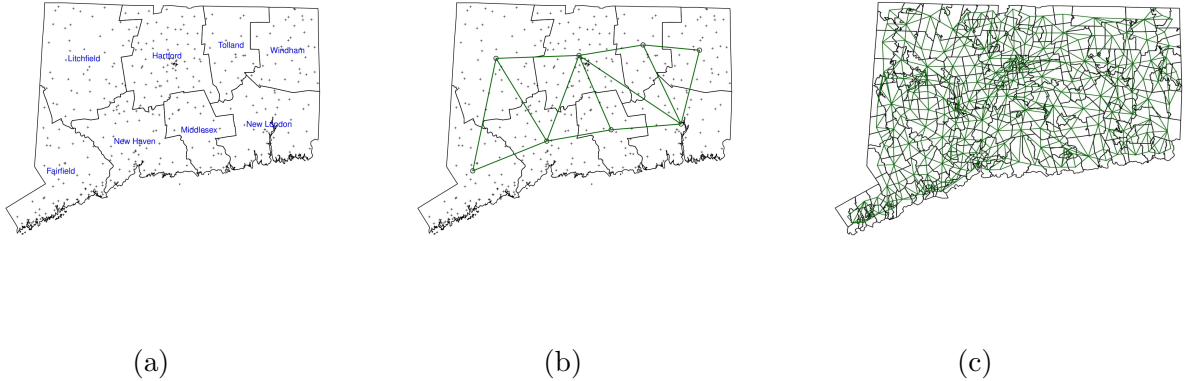 Tolland
Litchfield
Hartford
Windham
New Haven
Middlesex
New London
Fairfield
(a)
(b)
(c)